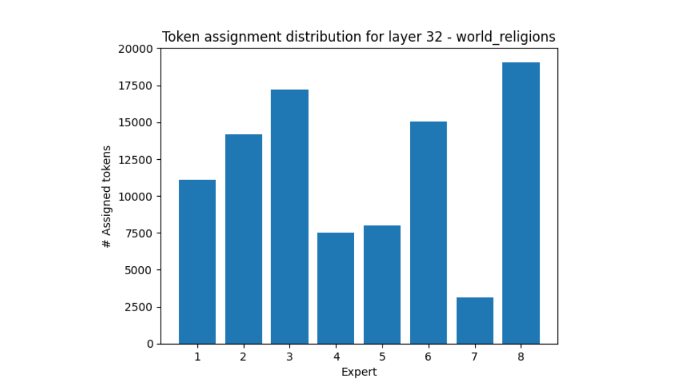 Token assignment distribution for layer 32 - world_religions
20000
17500
15000
12500
10000
7500
5000
2500
0
# Assigned tokens
1 2 3 4 5 6 7 8
Expert